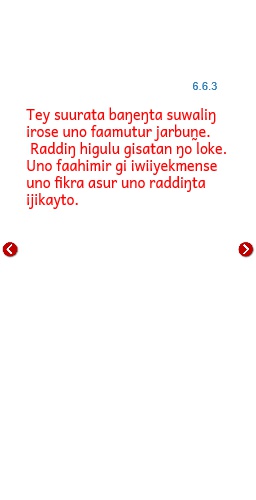 6.6.3
Tey suurata baŋeŋta suwaliŋ
irose uno faamutur jarbuñe.
Raddiŋ higulu gisatan ŋo loke.
Uno faahimir gi iwiiyekmense
uno fikra asur uno raddiŋta
ijikayto.